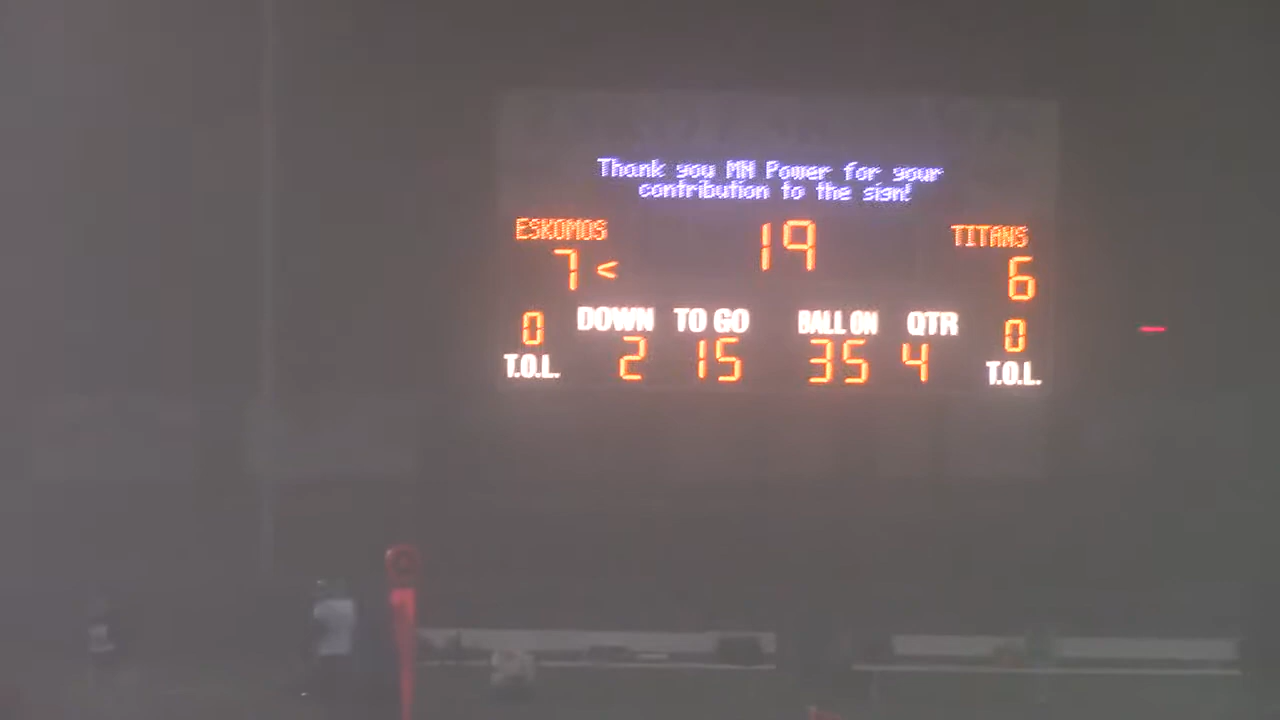 Thank you MN Power for your
contribution to the sign!
ESKOMOS 19 TITANS
7 < 6
DOWN TO GO BALL ON QTR
0 2 15 35 4 0
T.O.L. T.O.L.